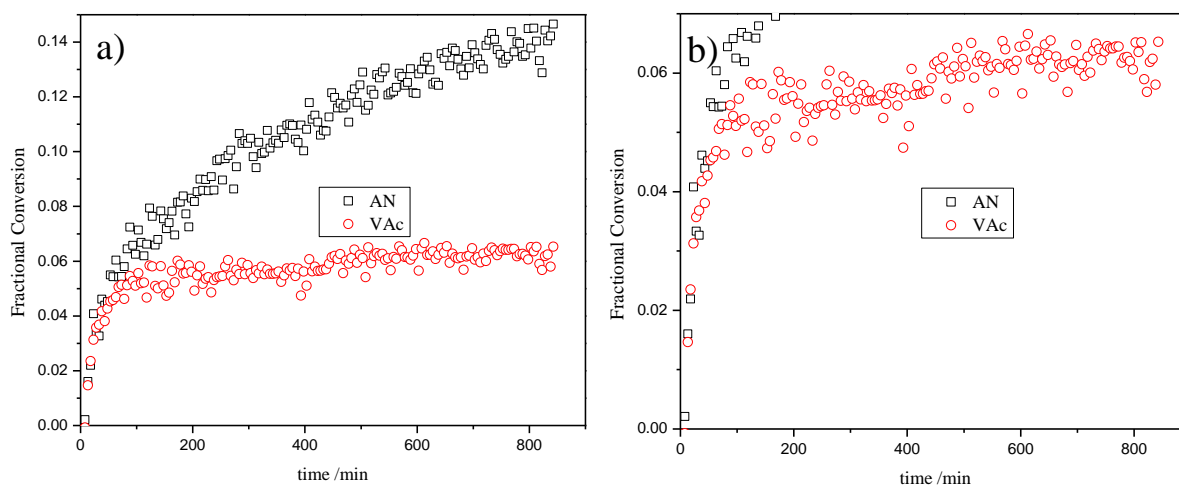 a)
0.14
0.12
0.10
0.08
0.06
0.04
0.02
0.00
Fractional Conversion
AN
VAc
0
200
400
600
800
time /min
b)
0.06
0.04
0.02
0.00
Fractional Conversion
AN
VAc
0
200
400
600
800
time /min